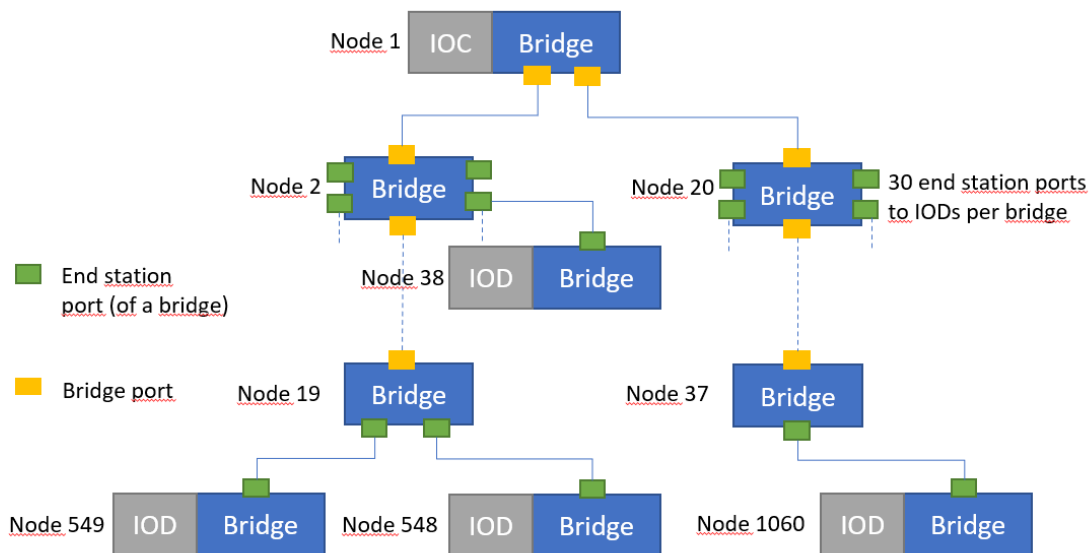 Node 1
IOC
Bridge
Node 2
Bridge
Node 20
Bridge
30 end station ports
to IODs per bridge
Node 38
IOD
Bridge
End station
port (of a bridge)
Bridge port
Node 19
Bridge
Node 37
Bridge
Node 549
IOD
Bridge
Node 548
IOD
Bridge
Node 1060
IOD
Bridge